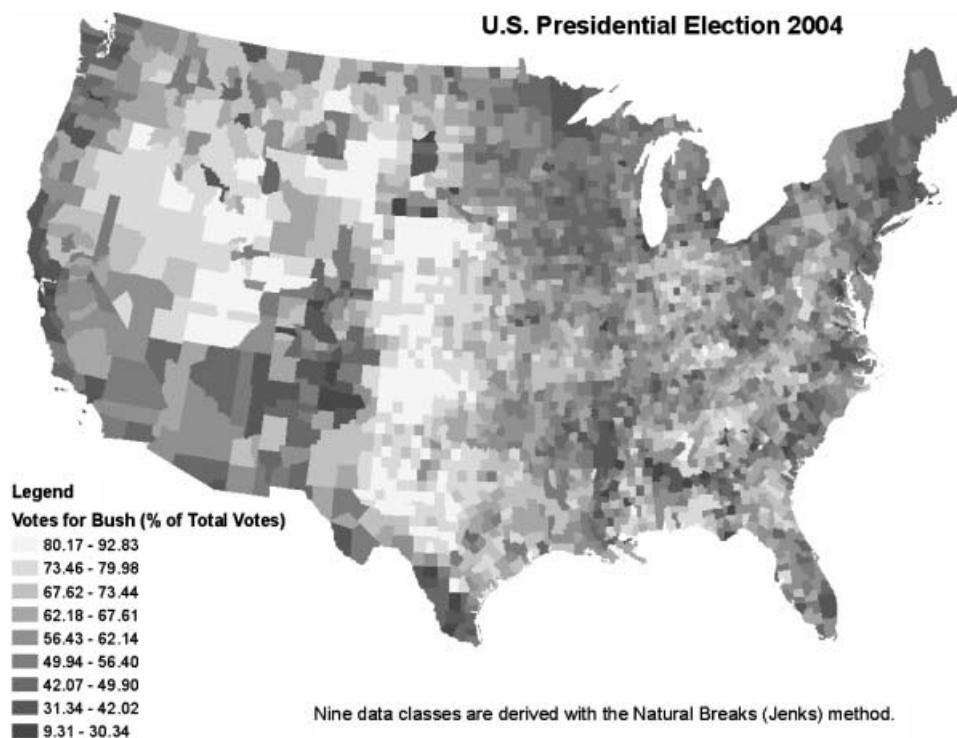 U.S. Presidential Election 2004
Legend
Votes for Bush (% of Total Votes)
80.17 - 92.83
73.46 - 79.98
67.62 - 73.44
62.18 - 67.61
56.43 - 62.14
49.94 - 56.40
42.07 - 49.90
31.34 - 42.02
9.31 - 30.34
Nine data classes are derived with the Natural Breaks (Jenks) method.